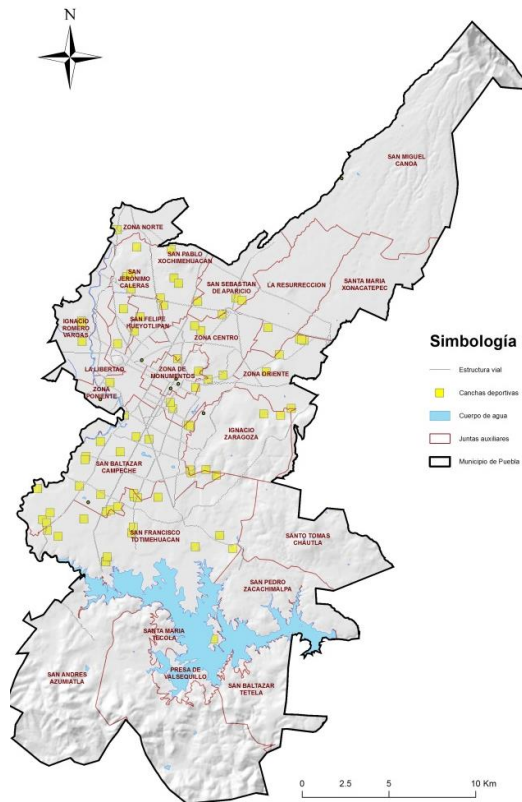 N
SAN MIGUEL
CANOA
ZONA NORTE
SAN PABLO
XOCHIMEHUACAN
SAN
JERONIMO
CALERAS
SAN SEBASTIAN
DE APARICIO
LA RESURRECCION
SANTA MARIA
XONACATEPEC
IGNACIO
ROMERO
VARGAS
SAN FELIPE
HUEYOTLIPAN
ZONA CENTRO
LA LIBERTAD
ZONA DE
MONUMENTOS
ZONA ORIENTE
ZONA
PONIENTE
IGNACIO
ZARAGOZA
SAN BALTAZAR
CAMPECHE
SAN FRANCISCO
TOTIMEHUACAN
SANTO TOMAS
CHAUTLA
SAN PEDRO
ZACACHIMALPA
SANTA MARIA
TECOLA
PRESA DE
VALSEQUILLO
SAN ANDRES
AZUMIATLA
SAN BALTAZAR
TETELA
Simbología
Estructura vial
Canchas deportivas
Cuerpo de agua
Juntas auxiliares
Municipio de Puebla
0 2.5 5 10 Km